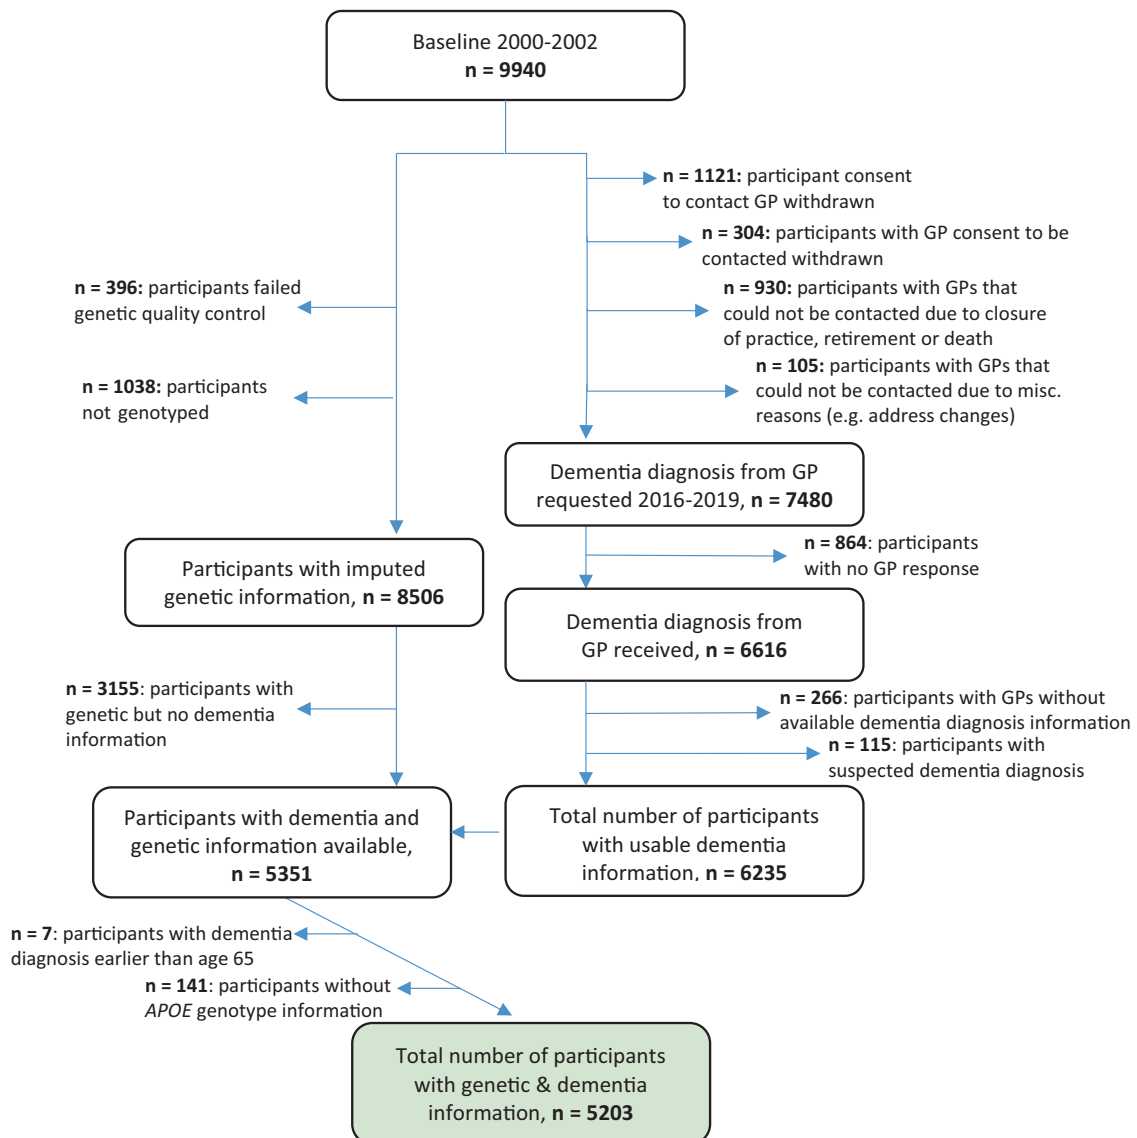 Baseline 2000-2002
n = 9940
n = 1121: participant consent
to contact GP withdrawn
n = 304: participants with GP consent to be
contacted withdrawn
n = 396: participants failed
genetic quality control
n = 930: participants with GPs that
could not be contacted due to closure
of practice, retirement or death
n = 1038: participants
not genotyped
n = 105: participants with GPs that
could not be contacted due to misc.
reasons (e.g. address changes)
Dementia diagnosis from GP
requested 2016-2019, n = 7480
n = 864: participants
with no GP response
Participants with imputed
genetic information, n = 8506
Dementia diagnosis from
GP received, n = 6616
n = 3155: participants with
genetic but no dementia
information
n = 266: participants with GPs without
available dementia diagnosis information
n = 115: participants with
suspected dementia diagnosis
Participants with dementia and
genetic information available,
n = 5351
Total number of participants
with usable dementia
information. n = 6235
n = 7: participants with dementia
diagnosis earlier than age 65
n = 141: participants without
APOE genotype information
Total number of participants
with genetic & dementia
information, n = 5203